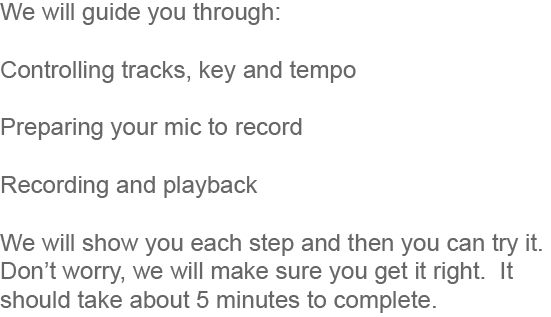 We will guide you through:
Controlling tracks, key and tempo
Preparing your mic to record
Recording and playback
We will show you each step and then you can try it.
Don’t worry, we will make sure you get it right.  It
should take about 5 minutes to complete.